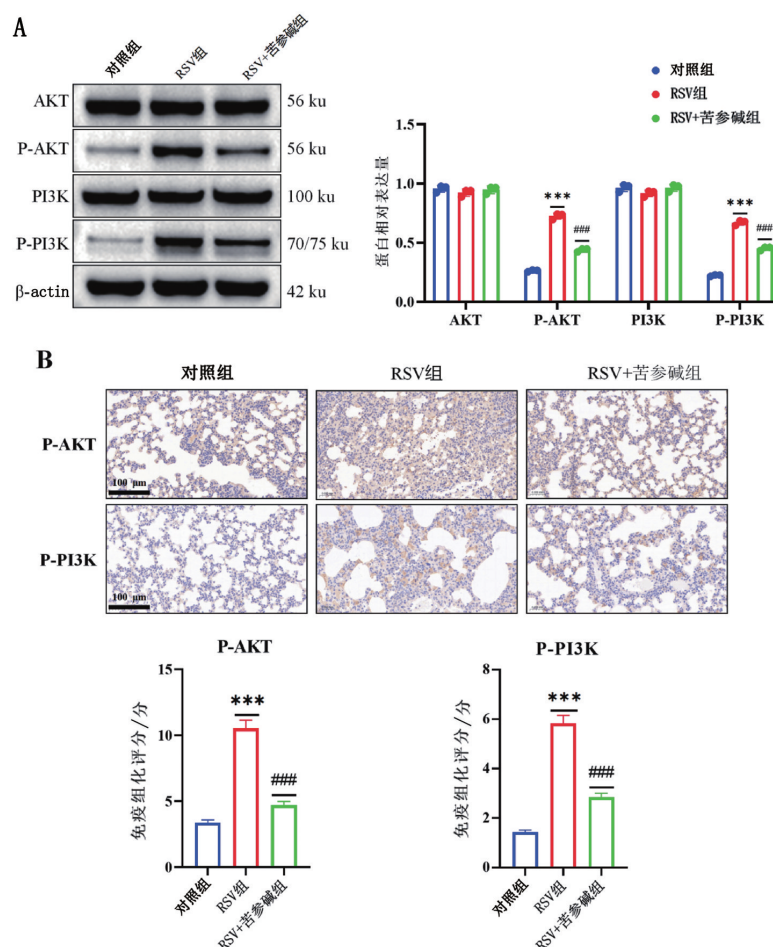 A
对照组
RSV组
RSV+苦参碱组
AKT
56 ku
P-AKT
56 ku
PI3K
100 ku
P-PI3K
70/75 ku
β-actin
42 ku
对照组
RSV组
RSV+苦参碱组
蛋白相对表达量
1.5
1.0
0.5
0.0
***
###
***
###
AKT
P-AKT
PI3K
P-PI3K
B
对照组
RSV组
RSV+苦参碱组
P-AKT
100 μm
P-PI3K
100 μm
P-AKT
免疫组化评分/分
15
10
5
0
***
###
对照组
RSV组
RSV+苦参碱组
P-PI3K
免疫组化评分/分
8
6
4
2
0
***
###
对照组
RSV组
RSV+苦参碱组